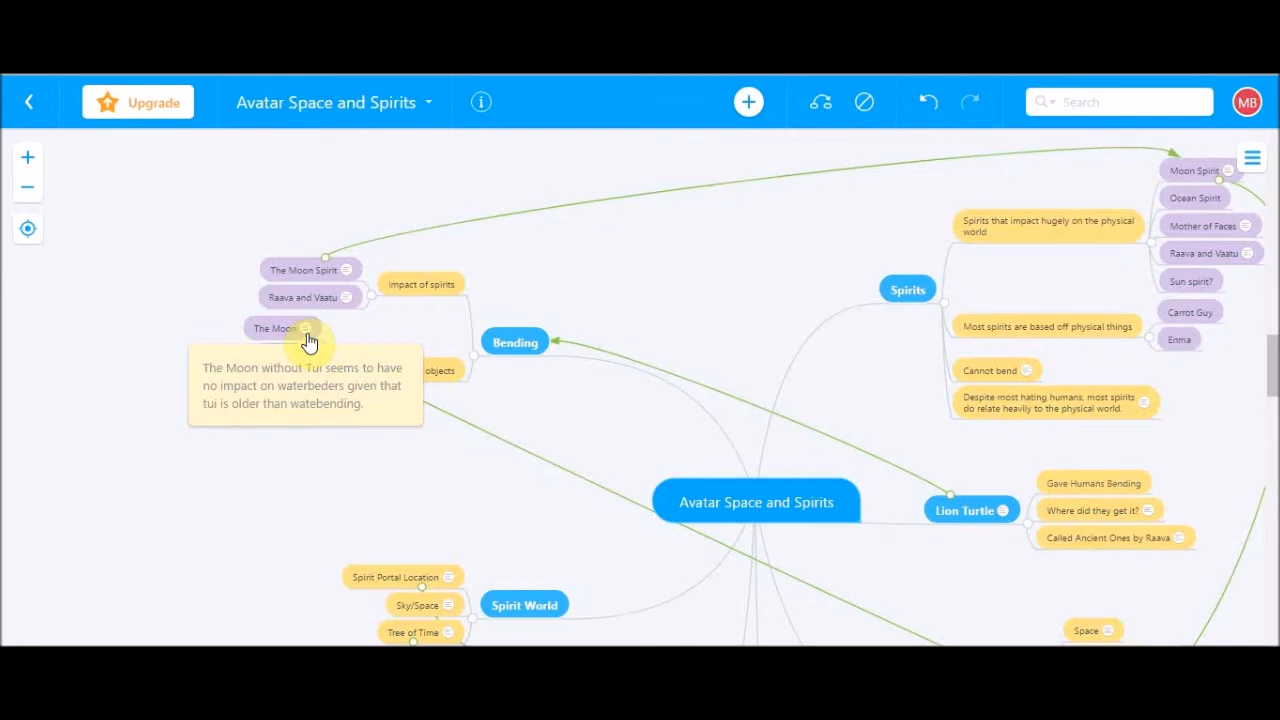 Upgrade
Avatar Space and Spirits
Search
MB
Moon Spirit
Ocean Spirit
Mother of Faces
Raava and Vaatu
Sun spirit?
Spirits that impact hugely on the physical
world
Spirits
Most spirits are based off physical things
Carrot Guy
Enma
Cannot bend
Despite most hating humans, most spirits
do relate heavily to the physical world.
The Moon Spirit
Raava and Vaatu
Impact of spirits
The Moon
Bending
objects
The Moon without Tui seems to have
no impact on waterbeders given that
tui is older than watebending.
Avatar Space and Spirits
Lion Turtle
Gave Humans Bending
Where did they get it?
Called Ancient Ones by Raava
Spirit Portal Location
Sky/Space
Tree of Time
Spirit World
Space